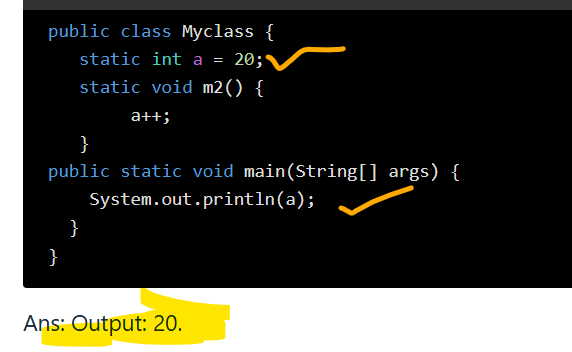 public class Myclass {
static int a = 20;
static void m2() {
a++;
}
public static void main(String[] args) {
System.out.println(a);
}
}
Ans: Output: 20.